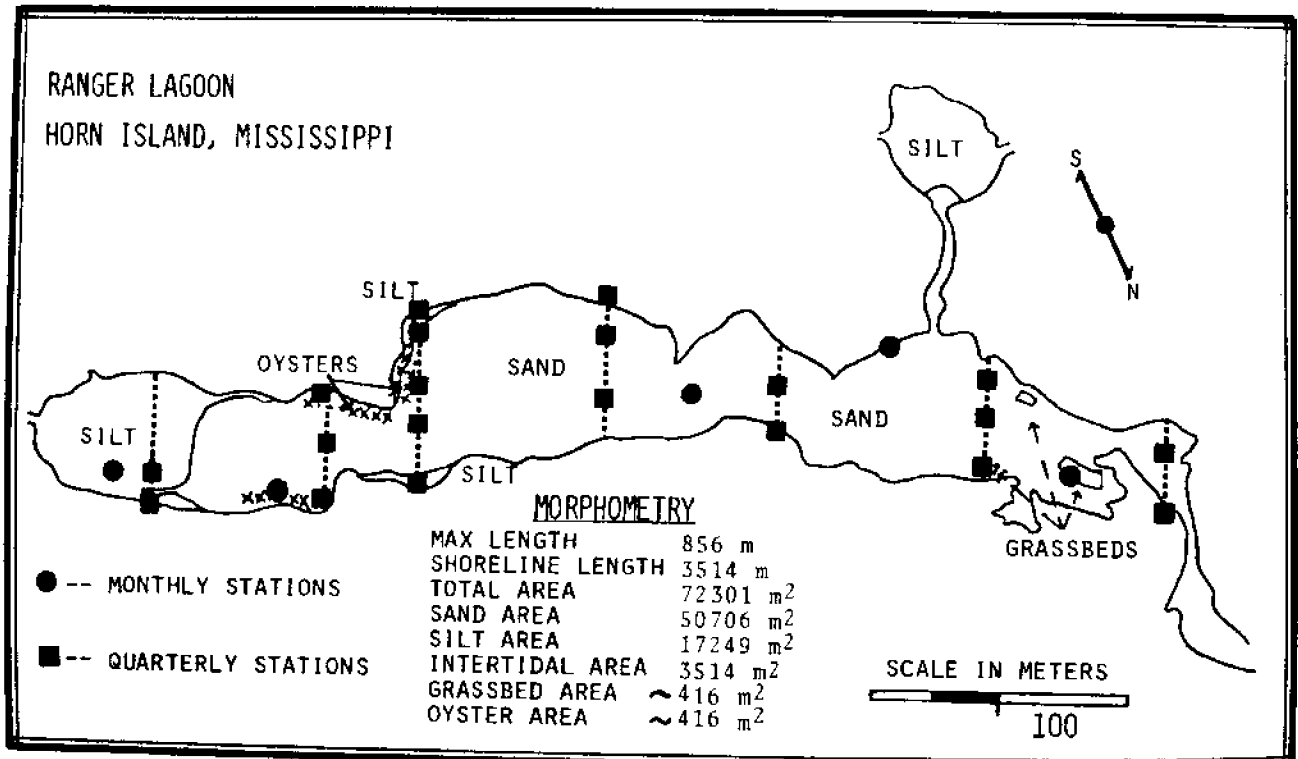 RANGER LAGOON
HORN ISLAND, MISSISSIPPI
SILT
S
N
SILT
OYSTERS
SAND
SAND
SILT
SILT
GRASSBEDS
MORPHOMETRY
MAX LENGTH 856 m
SHORELINE LENGTH 3514 m
TOTAL AREA 72301 m²
SAND AREA 50706 m²
SILT AREA 17249 m²
INTERTIDAL AREA 3514 m²
GRASSBED AREA ~416 m²
OYSTER AREA ~416 m²
-- MONTHLY STATIONS
-- QUARTERLY STATIONS
SCALE IN METERS
100